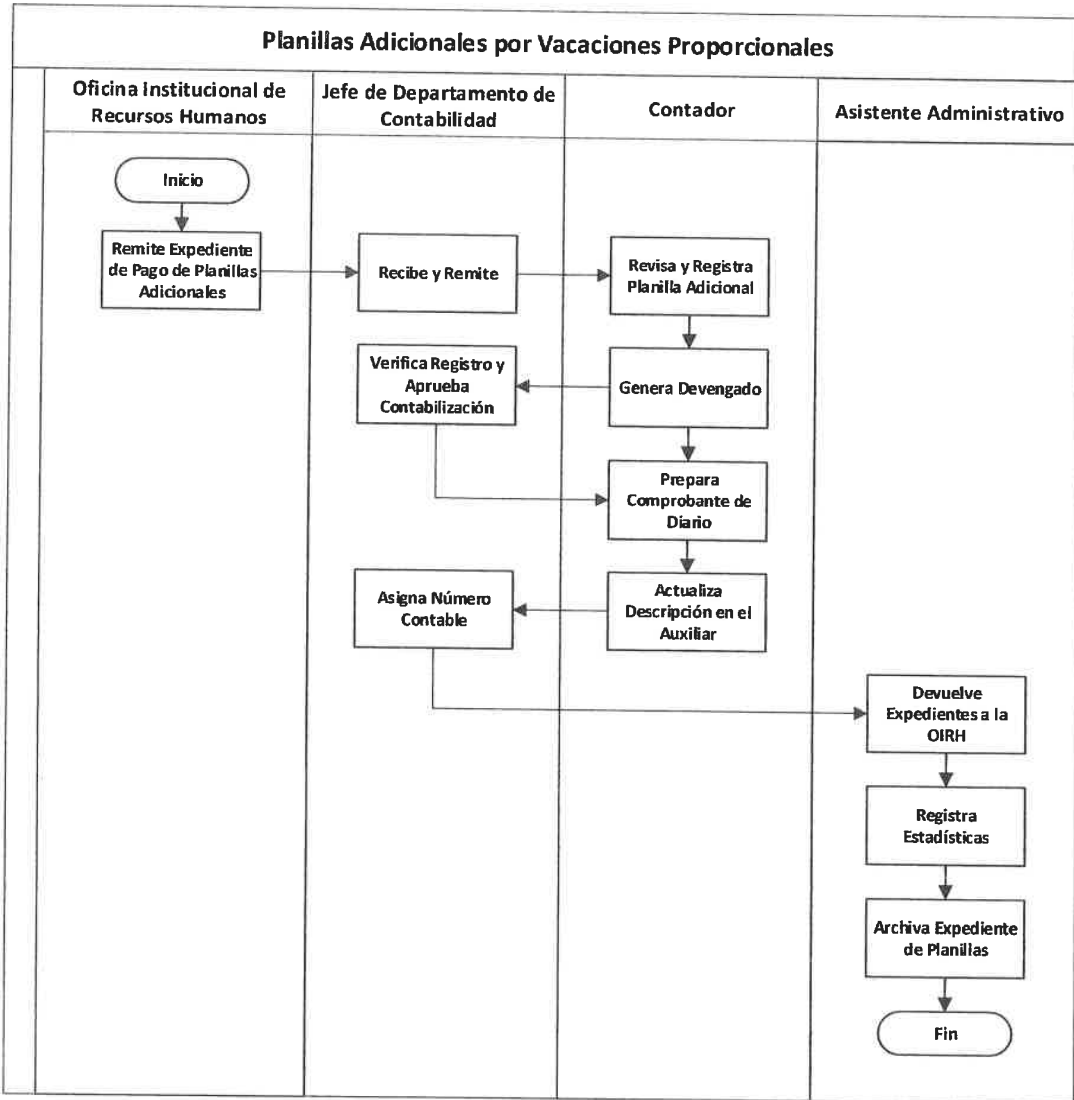 Planillas Adicionales por Vacaciones Proporcionales
Oficina Institucional de
Recursos Humanos
Jefe de Departamento de
Contabilidad
Contador
Asistente Administrativo
Inicio
Remite Expediente
de Pago de Planillas
Adicionales
Recibe y Remite
Revisa y Registra
Planilla Adicional
Verifica Registro y
Aprueba
Contabilización
Genera Devengado
Prepara
Comprobante de
Diario
Asigna Número
Contable
Actualiza
Descripción en el
Auxiliar
Devuelve
Expedientes a la
OIRH
Registra
Estadísticas
Archiva Expediente
de Planillas
Fin